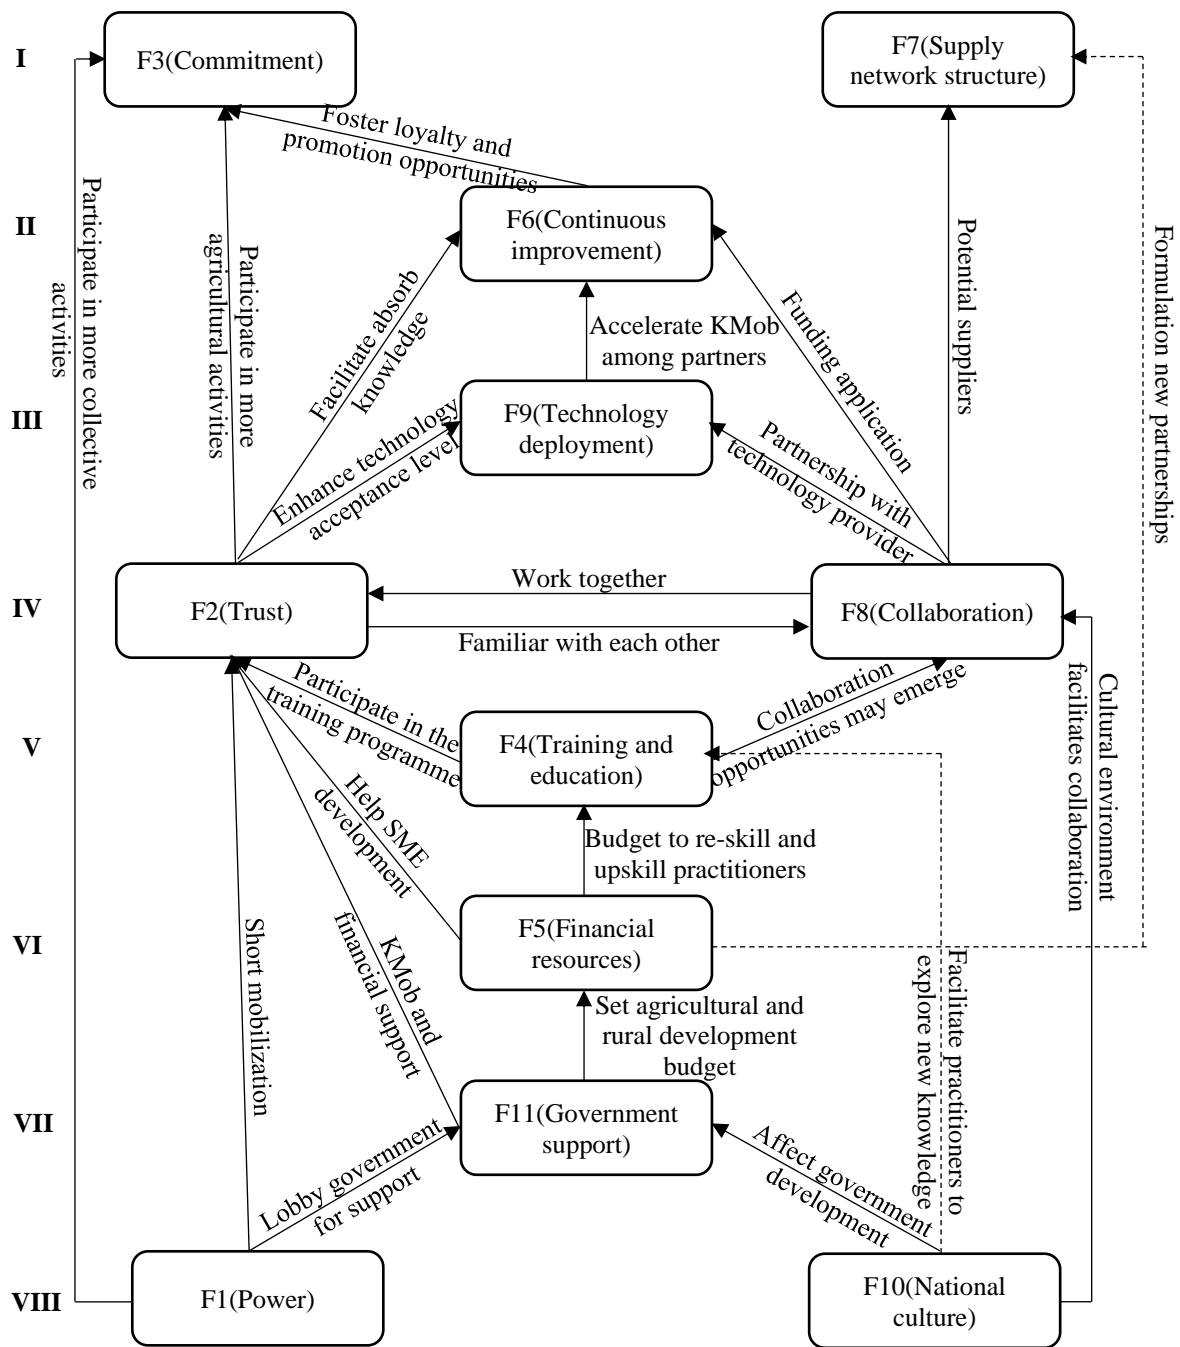 I
F3(Commitment)
F7(Supply
network structure)
Foster loyalty and
promotion opportunities
Participate in more collective
activities
II
F6(Continuous
improvement)
Participate in more
agricultural activities
Facilitate absorb
knowledge
Funding application
Potential suppliers
Formulation new partnerships
Accelerate KMob
among partners
III
F9(Technology
deployment)
Enhance technology
acceptance level
Partnership with
technology provider
IV
F2(Trust)
Work together
Familiar with each other
F8(Collaboration)
Participate in the
training programme
Collaboration
opportunities may emerge
Cultural environment
facilitates collaboration
V
F4(Training and
education)
Help SME
development
Budget to re-skill and
upskill practitioners
VI
F5(Financial
resources)
Short mobilization
KMob and
financial support
Set agricultural and
rural development
budget
Facilitate practitioners to
explore new knowledge
VII
F11(Government
support)
Lobby government
for support
Affect government
development
VIII
F1(Power)
F10(National
culture)